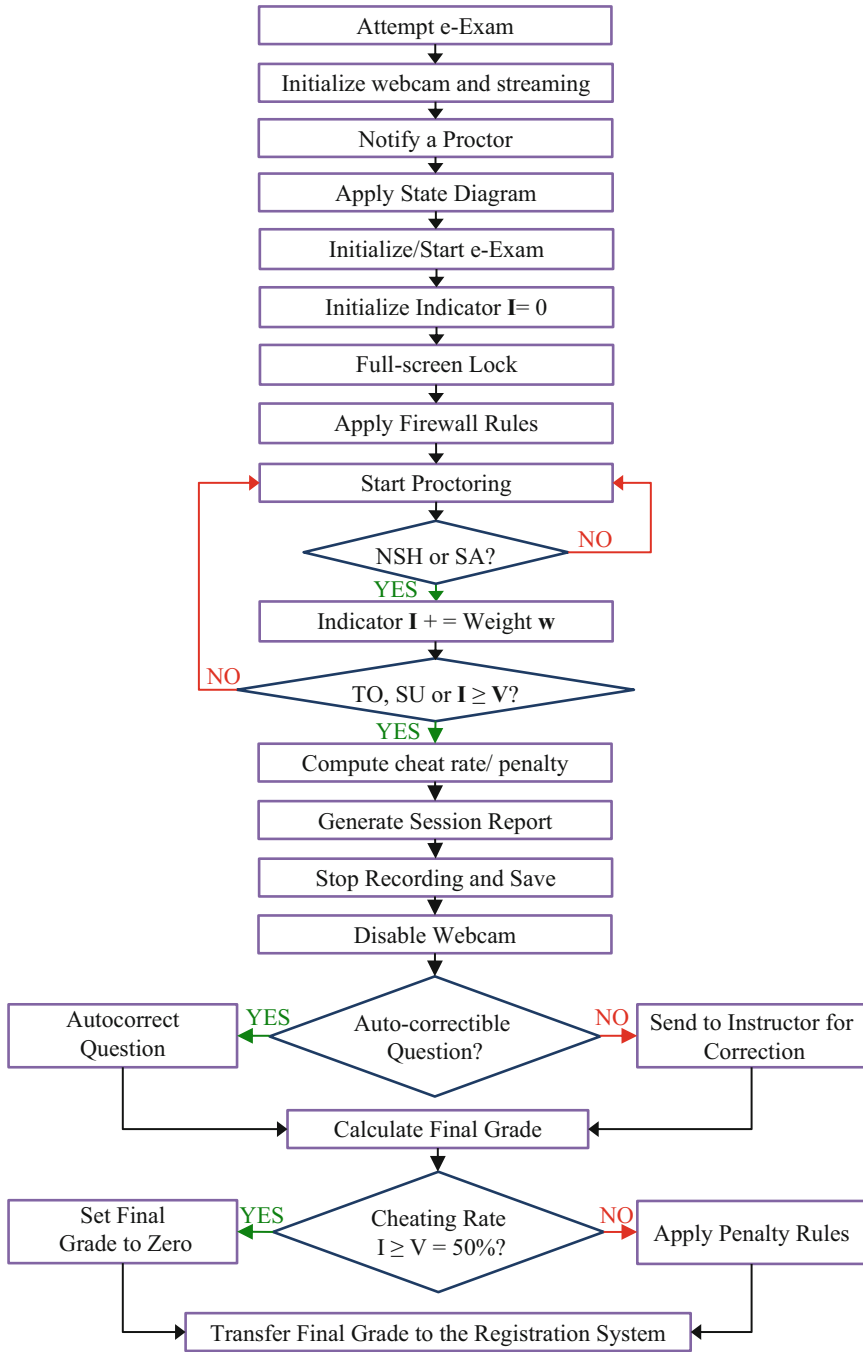 Attempt e-Exam
Initialize webcam and streaming
Notify a Proctor
Apply State Diagram
Initialize/Start e-Exam
Initialize Indicator I= 0
Full-screen Lock
Apply Firewall Rules
Start Proctoring
NSH or SA?
NO
YES
Indicator I + = Weight w
NO
TO, SU or I ≥ V?
YES
Compute cheat rate/ penalty
Generate Session Report
Stop Recording and Save
Disable Webcam
Autocorrect
Question
YES
Auto-correctible
Question?
NO
Send to Instructor for
Correction
Calculate Final Grade
Set Final
Grade to Zero
YES
Cheating Rate
I ≥ V = 50%?
NO
Apply Penalty Rules
Transfer Final Grade to the Registration System